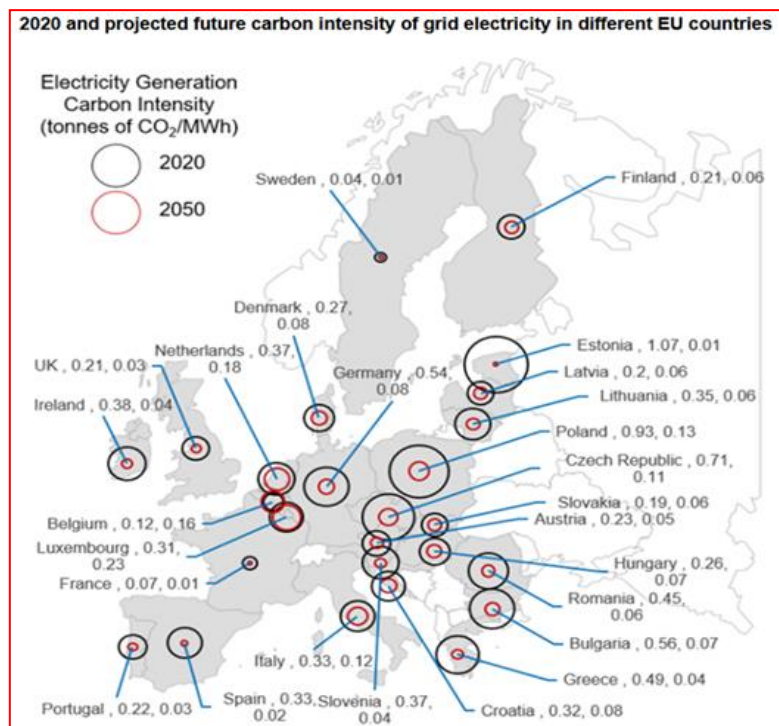 2020 and projected future carbon intensity of grid electricity in different EU countries
Electricity Generation
Carbon Intensity
(tonnes of CO₂/MWh)
2020
2050
Sweden , 0.04, 0.01
Finland , 0.21, 0.06
Denmark , 0.27,
0.08
Netherlands , 0.37,
0.18
Germany , 0.54,
0.08
UK , 0.21, 0.03
Ireland , 0.38, 0.04
Estonia , 1.07, 0.01
Latvia , 0.2, 0.06
Lithuania , 0.35, 0.06
Poland , 0.93, 0.13
Czech Republic , 0.71,
0.11
Slovakia , 0.19, 0.06
Austria , 0.23, 0.05
Belgium , 0.12, 0.16
Luxembourg , 0.31,
0.23
France , 0.07, 0.01
Hungary , 0.26,
0.07
Romania , 0.45,
0.06
Bulgaria , 0.56, 0.07
Greece , 0.49, 0.04
Italy , 0.33, 0.12
Portugal , 0.22, 0.03
Spain , 0.33,
0.02
Slovenia , 0.37,
0.04
Croatia , 0.32, 0.08